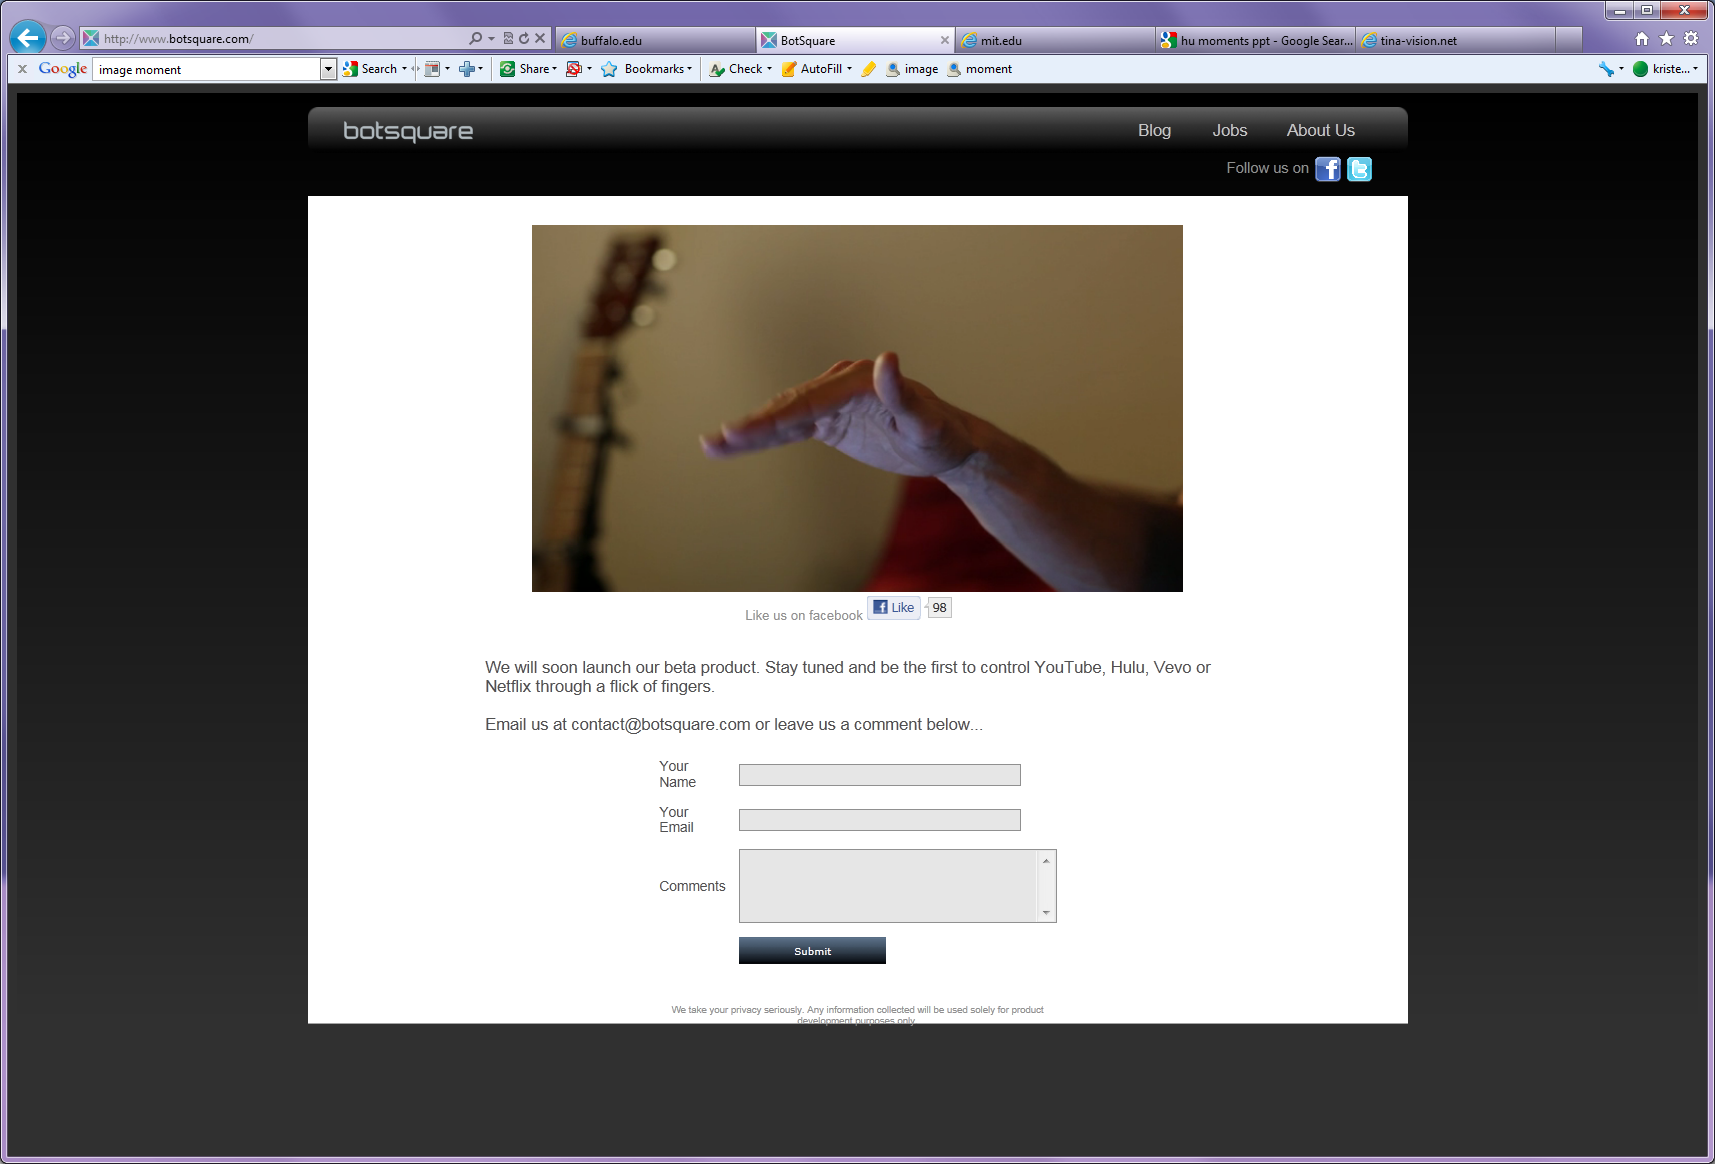 http://www.botsquare.com/
buffalo.edu
BotSquare
mit.edu
hu moments ppt - Google Sear...
tina-vision.net
Google
image moment
Search
Share
Bookmarks
Check
AutoFill
image
moment
kriste...
botsquare
Blog
Jobs
About Us
Follow us on
Like us on facebook
Like
98
We will soon launch our beta product. Stay tuned and be the first to control YouTube, Hulu, Vevo or
Netflix through a flick of fingers.
Email us at contact@botsquare.com or leave us a comment below...
Your
Name
Your
Email
Comments
Submit
We take your privacy seriously. Any information collected will be used solely for product
development purposes only.